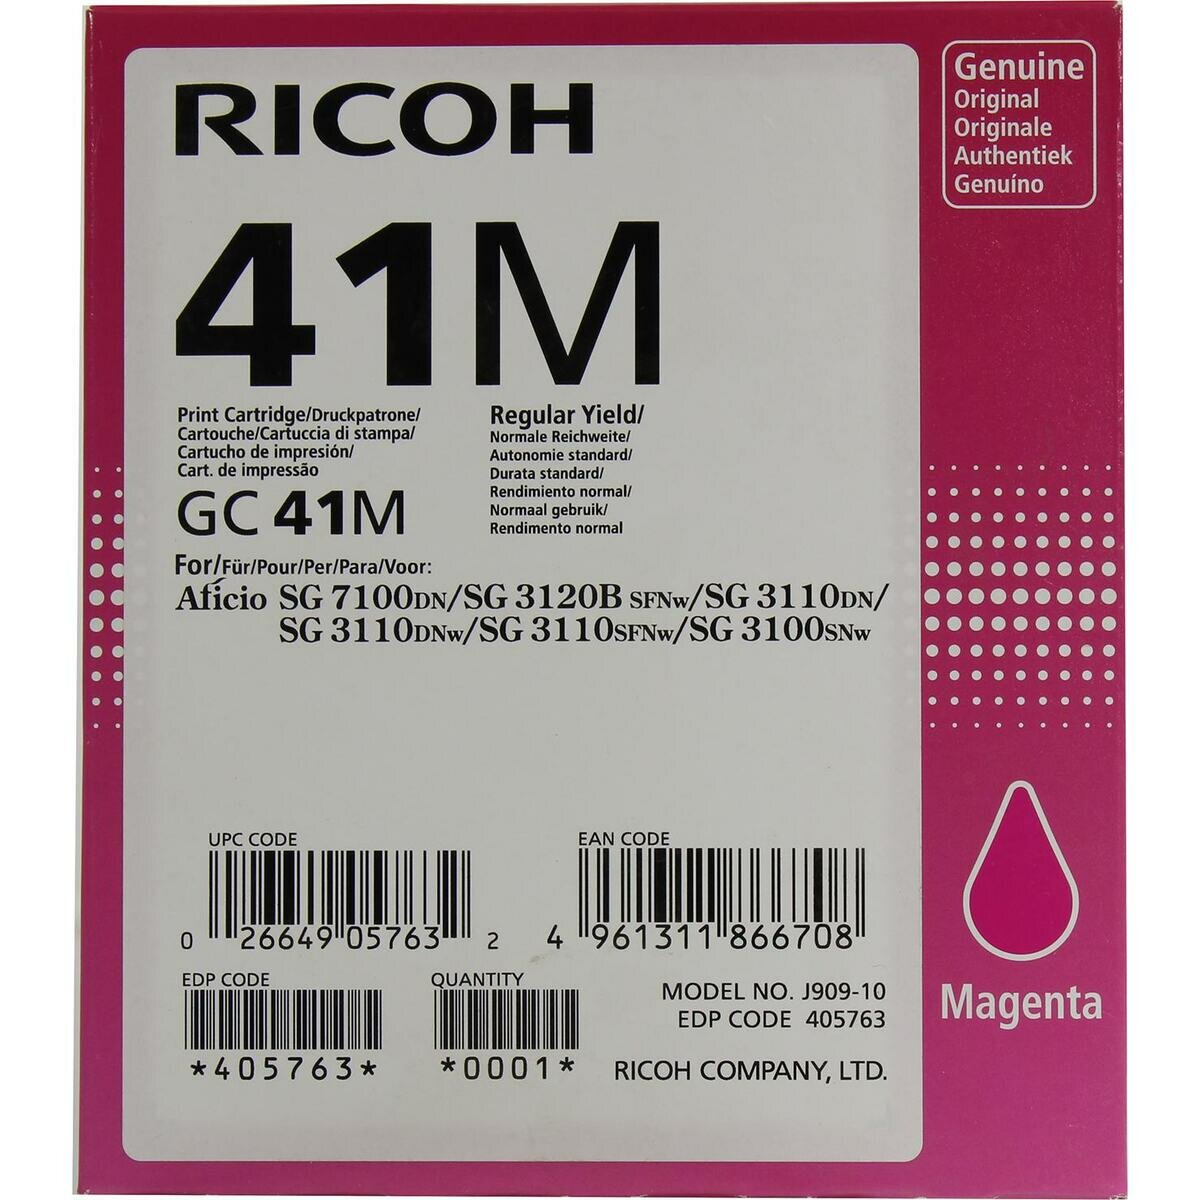 RICOH
41M
Print Cartridge/Druckpatrone/
Cartouche/Cartuccia di stampa/
Cartucho de impresión/
Cart. de impressão
GC 41M
Regular Yield/
Normale Reichweite/
Autonomie standard/
Durata standard/
Rendimiento normal/
Normaal gebruik/
Rendimento normal
For/Für/Pour/Per/Para/Voor:
Aficio SG 7100DN/SG 3120B SFNw/SG 3110DN/
SG 3110DNw/SG 3110SFNw/SG 3100SNw
UPC CODE
0 26649 05763 2
EAN CODE
4 961311 866708
EDP CODE
*405763*
QUANTITY
*0001*
MODEL NO. J909-10
EDP CODE 405763
RICOH COMPANY, LTD.
Genuine
Original
Originale
Authentiek
Genuíno
Magenta